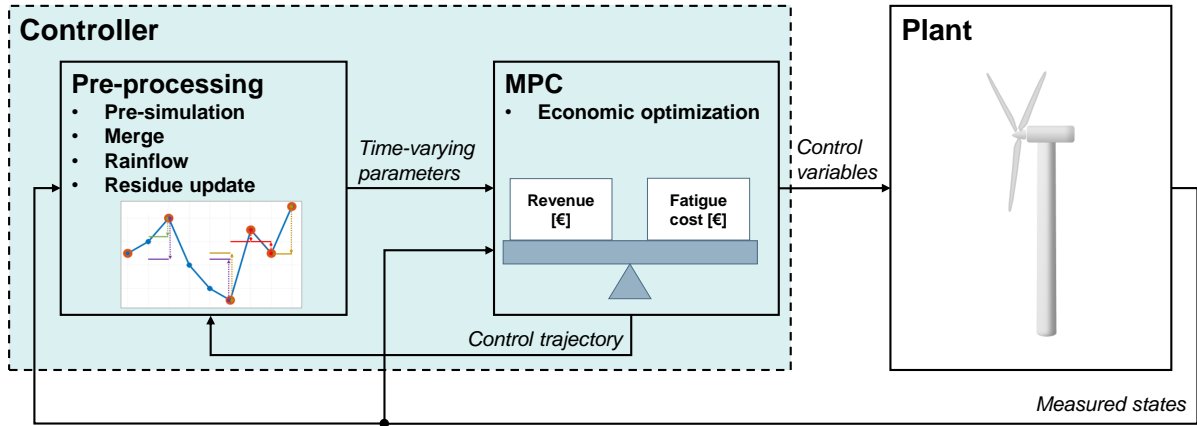 Controller
Pre-processing
• Pre-simulation
• Merge
• Rainflow
• Residue update
Time-varying
parameters
MPC
• Economic optimization
Revenue
[€]
Fatigue
cost [€]
Control trajectory
Control
variables
Plant
Measured states